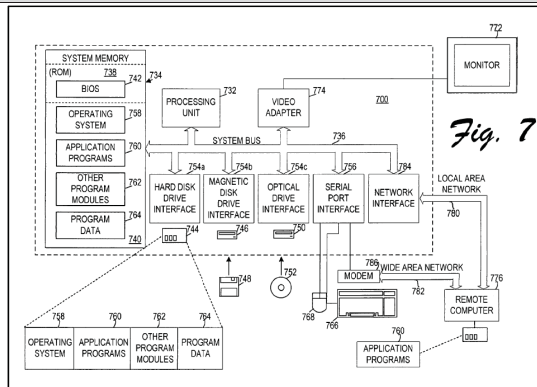 772
SYSTEM MEMORY
(ROM) 738
742
734
BIOS
732
774
MONITOR
PROCESSING
UNIT
VIDEO
ADAPTER
700
758
OPERATING
SYSTEM
760
APPLICATION
PROGRAMS
SYSTEM BUS
736
Fig. 7
754a
754b
754c
756
784
762
OTHER
PROGRAM
MODULES
HARD DISK
DRIVE
INTERFACE
MAGNETIC
DISK DRIVE
INTERFACE
OPTICAL
DRIVE
INTERFACE
SERIAL
PORT
INTERFACE
NETWORK
INTERFACE
LOCAL AREA
NETWORK
780
764
PROGRAM
DATA
740
744
746
750
786
MODEM
WIDE AREA NETWORK
782
776
748
752
768
766
REMOTE
COMPUTER
758
760
762
764
OPERATING
SYSTEM
APPLICATION
PROGRAMS
OTHER
PROGRAM
MODULES
PROGRAM
DATA
760
APPLICATION
PROGRAMS